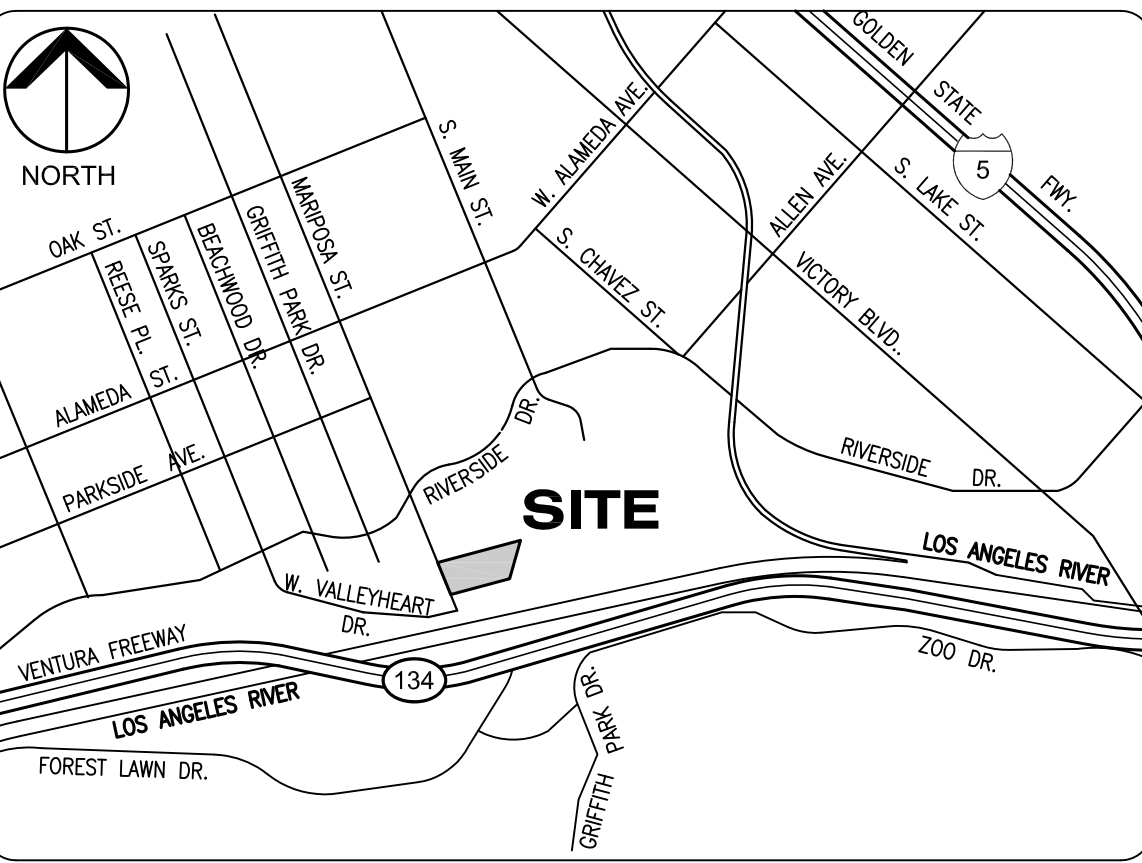 NORTH
GOLDEN
STATE
5
FWY.
S. MAIN ST.
W. ALAMEDA AVE.
ALLEN AVE.
S. LAKE ST.
OAK ST.
REESE PL.
SPARKS ST.
BEACHWOOD DR.
GRIFFITH PARK DR.
MARIPOSA ST.
S. CHAVEZ ST.
VICTORY BLVD..
ALAMEDA ST.
PARKSIDE AVE.
RIVERSIDE DR.
RIVERSIDE DR.
SITE
LOS ANGELES RIVER
W. VALLEYHEART
DR.
VENTURA FREEWAY
134
ZOO DR.
LOS ANGELES RIVER
FOREST LAWN DR.
GRIFFITH PARK DR.